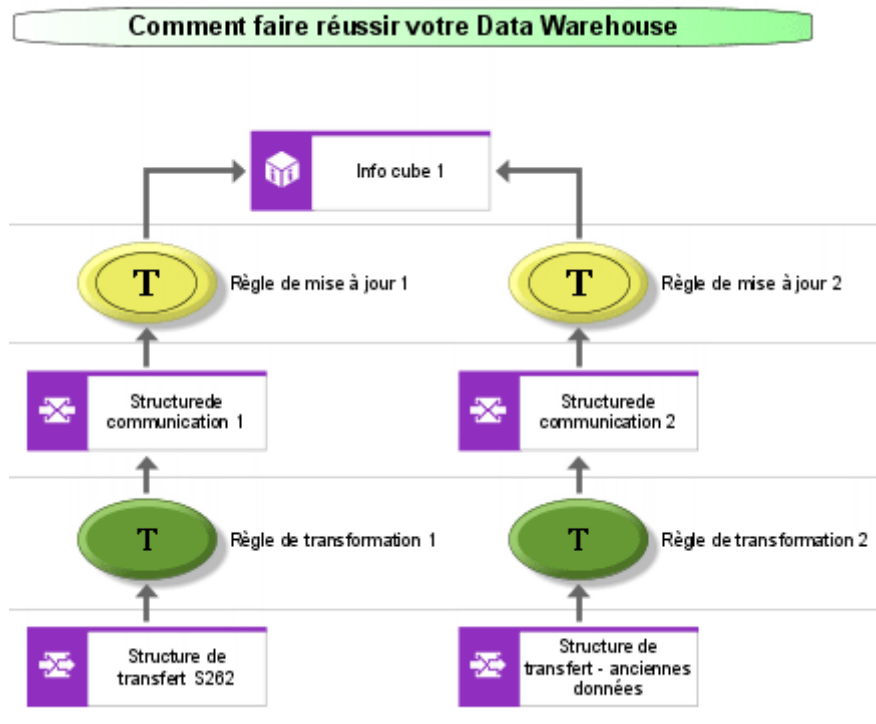 Comment faire réussir votre Data Warehouse
Info cube 1
T
Règle de mise à jour 1
T
Règle de mise à jour 2
Structurede
communication 1
Structurede
communication 2
T
Règle de transformation 1
T
Règle de transformation 2
Structure de
transfert S262
Structure de
transfert - anciennes
données